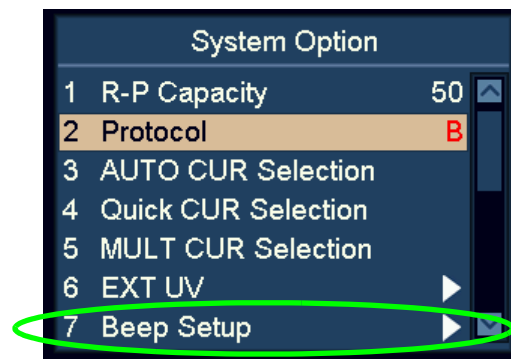 System Option
1 R-P Capacity 50
2 Protocol B
3 AUTO CUR Selection
4 Quick CUR Selection
5 MULT CUR Selection
6 EXT UV
7 Beep Setup